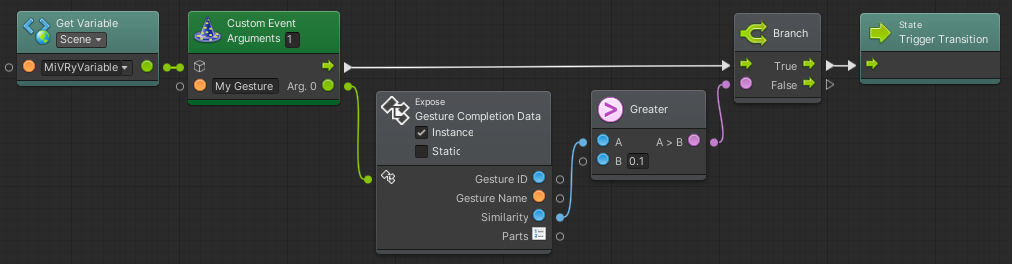 Get Variable
Scene
MiVRyVariable
Custom Event
Arguments 1
My Gesture Arg. 0
Expose
Gesture Completion Data
Instance
Static
Gesture ID
Gesture Name
Similarity
Parts
Greater
A A > B
B 0.1
Branch
True
False
State
Trigger Transition